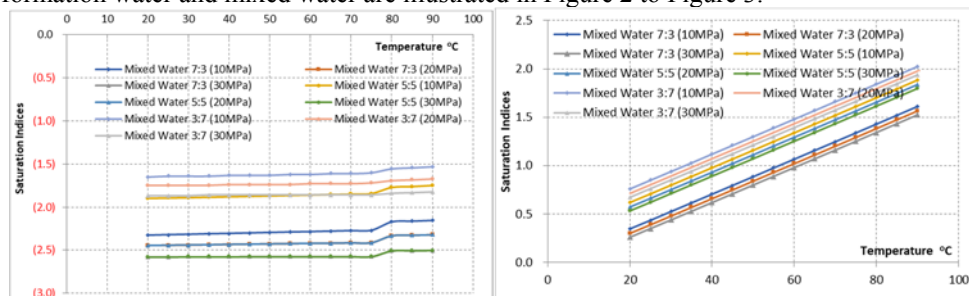 formation water and mixed water are illustrated in Figure 2 to Figure 3.
0 10 20 30 40 50 60 70 80 90 100
0.0
(0.5)
(1.0)
(1.5)
(2.0)
(2.5)
(3.0)
Saturation Indices
Temperature °C
Mixed Water 7:3 (10MPa)
Mixed Water 7:3 (20MPa)
Mixed Water 7:3 (30MPa)
Mixed Water 5:5 (10MPa)
Mixed Water 5:5 (20MPa)
Mixed Water 5:5 (30MPa)
Mixed Water 3:7 (10MPa)
Mixed Water 3:7 (20MPa)
Mixed Water 3:7 (30MPa)
2.5
2.0
1.5
1.0
0.5
0.0
Saturation Indices
Mixed Water 7:3 (10MPa)
Mixed Water 7:3 (20MPa)
Mixed Water 7:3 (30MPa)
Mixed Water 5:5 (10MPa)
Mixed Water 5:5 (20MPa)
Mixed Water 5:5 (30MPa)
Mixed Water 3:7 (10MPa)
Mixed Water 3:7 (20MPa)
Mixed Water 3:7 (30MPa)
Temperature °C
0 20 40 60 80 100